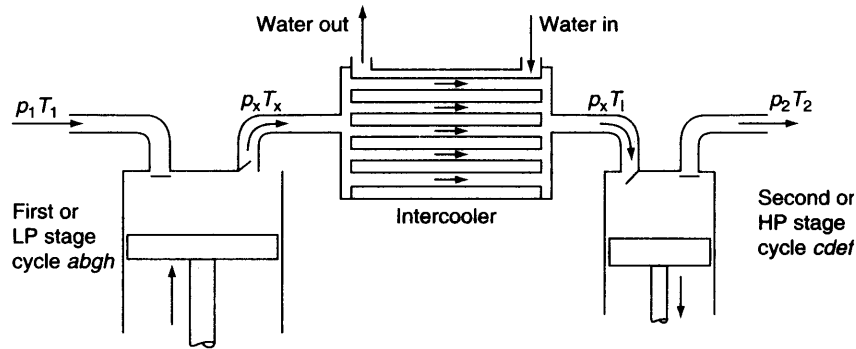 Water out
Water in
p₁T₁
pₓTₓ
pₓT₁
p₂T₂
Intercooler
First or
LP stage
cycle abgh
Second or
HP stage
cycle cdef